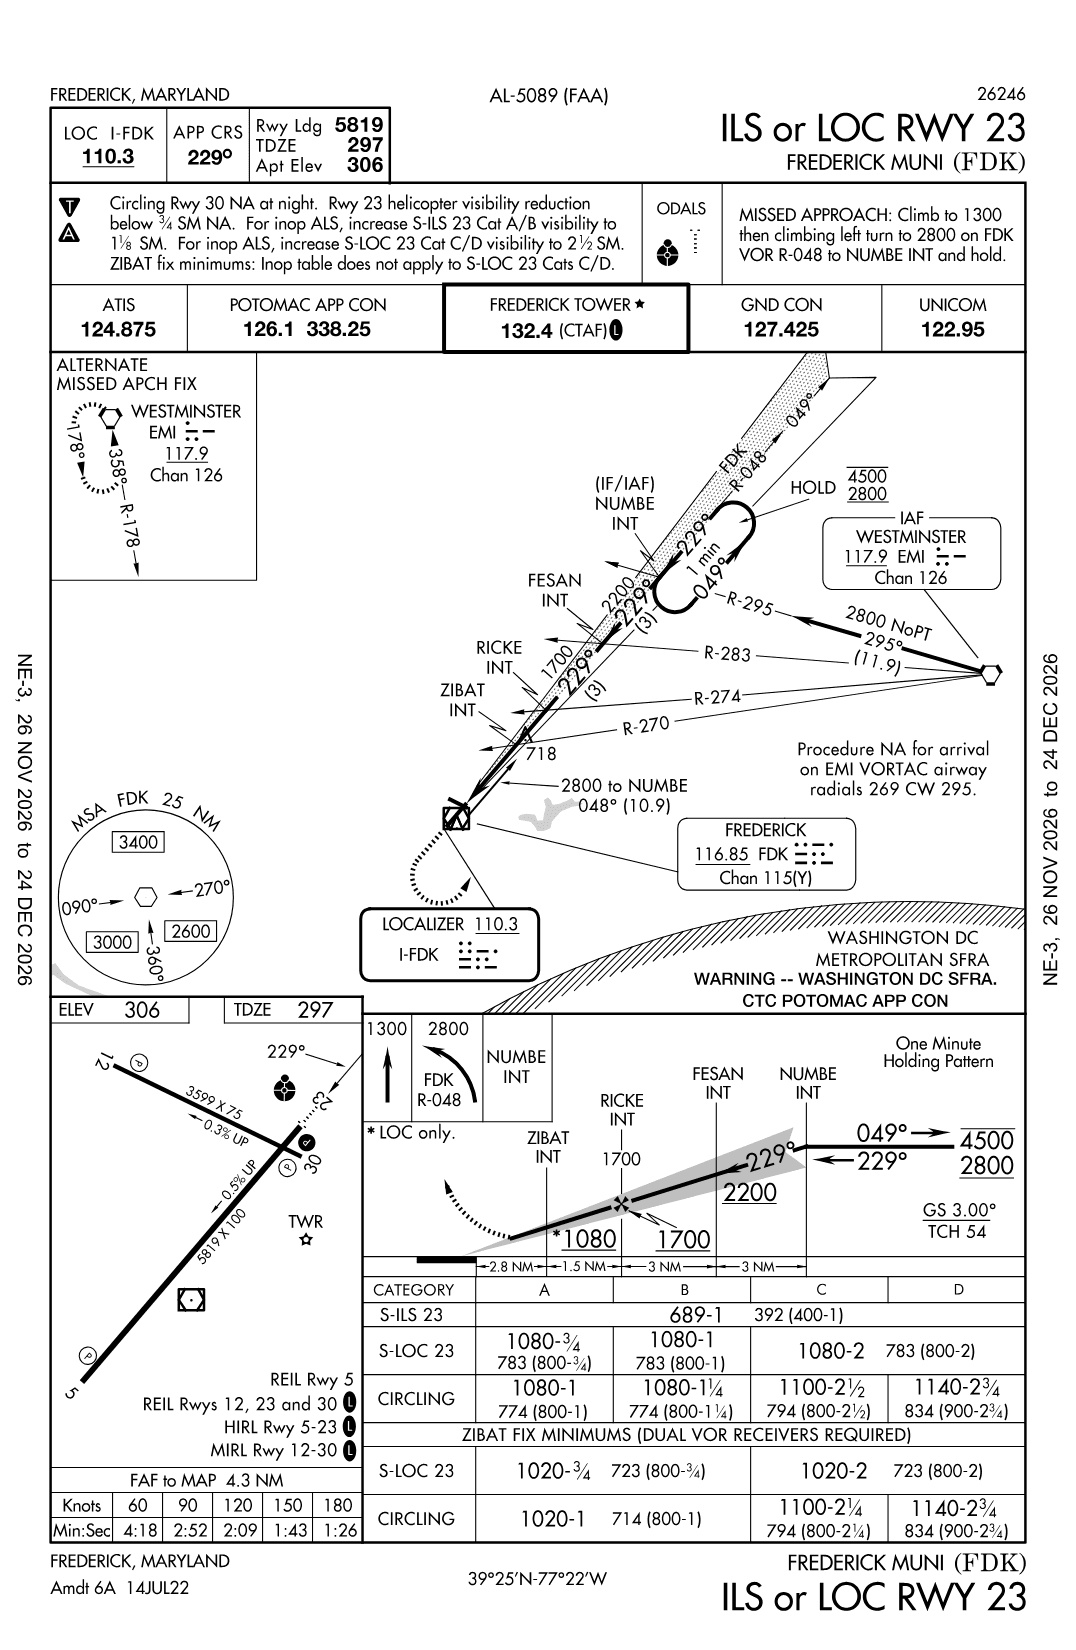 FREDERICK, MARYLAND
AL-5089 (FAA)
26246
LOC I-FDK
110.3
APP CRS
229°
Rwy Ldg 5819
TDZE 297
Apt Elev 306
ILS or LOC RWY 23
FREDERICK MUNI (FDK)
T
A
Circling Rwy 30 NA at night. Rwy 23 helicopter visibility reduction
below ¾ SM NA. For inop ALS, increase S-ILS 23 Cat A/B visibility to
1⅛ SM. For inop ALS, increase S-LOC 23 Cat C/D visibility to 2½ SM.
ZIBAT fix minimums: Inop table does not apply to S-LOC 23 Cats C/D.
ODALS
MISSED APPROACH: Climb to 1300
then climbing left turn to 2800 on FDK
VOR R-048 to NUMBE INT and hold.
ATIS
124.875
POTOMAC APP CON
126.1 338.25
FREDERICK TOWER ★
132.4 (CTAF) L
GND CON
127.425
UNICOM
122.95
ALTERNATE
MISSED APCH FIX
WESTMINSTER
EMI
117.9
Chan 126
178°
358°
R-178
FDK
R-048
049°
(IF/IAF)
NUMBE
INT
HOLD
4500
2800
229°
1 min
049°
IAF
WESTMINSTER
117.9 EMI
Chan 126
FESAN
INT
2200
229°
(3)
R-295
2800 NoPT
295°
(11.9)
RICKE
INT
1700
229°
(3)
R-283
ZIBAT
INT
R-274
R-270
718
Procedure NA for arrival
on EMI VORTAC airway
radials 269 CW 295.
2800 to NUMBE
048° (10.9)
FREDERICK
116.85 FDK
Chan 115(Y)
LOCALIZER 110.3
I-FDK
MSA FDK 25 NM
3400
270°
090°
2600
3000
360°
WASHINGTON DC
METROPOLITAN SFRA
WARNING -- WASHINGTON DC SFRA.
CTC POTOMAC APP CON
NE-3, 26 NOV 2026 to 24 DEC 2026
NE-3, 26 NOV 2026 to 24 DEC 2026
ELEV 306
TDZE 297
229°
12
P
3599 X 75
0.3% UP
23
P
P
30
0.5% UP
5819 X 100
TWR
P
5
REIL Rwy 5
REIL Rwys 12, 23 and 30 L
HIRL Rwy 5-23 L
MIRL Rwy 12-30 L
FAF to MAP 4.3 NM
Knots 60 90 120 150 180
Min:Sec 4:18 2:52 2:09 1:43 1:26
1300
2800
FDK
R-048
NUMBE
INT
* LOC only.
One Minute
Holding Pattern
ZIBAT
INT
RICKE
INT
1700
FESAN
INT
NUMBE
INT
049°
229°
4500
2800
229°
2200
*1080
1700
GS 3.00°
TCH 54
2.8 NM 1.5 NM 3 NM 3 NM
CATEGORY A B C D
S-ILS 23 689-1 392 (400-1)
S-LOC 23
1080-¾
783 (800-¾)
1080-1
783 (800-1)
1080-2 783 (800-2)
CIRCLING
1080-1
774 (800-1)
1080-1¼
774 (800-1¼)
1100-2½
794 (800-2½)
1140-2¾
834 (900-2¾)
ZIBAT FIX MINIMUMS (DUAL VOR RECEIVERS REQUIRED)
S-LOC 23 1020-¾ 723 (800-¾) 1020-2 723 (800-2)
CIRCLING 1020-1 714 (800-1)
1100-2¼
794 (800-2¼)
1140-2¾
834 (900-2¾)
FREDERICK, MARYLAND
Amdt 6A 14JUL22
39°25'N-77°22'W
FREDERICK MUNI (FDK)
ILS or LOC RWY 23